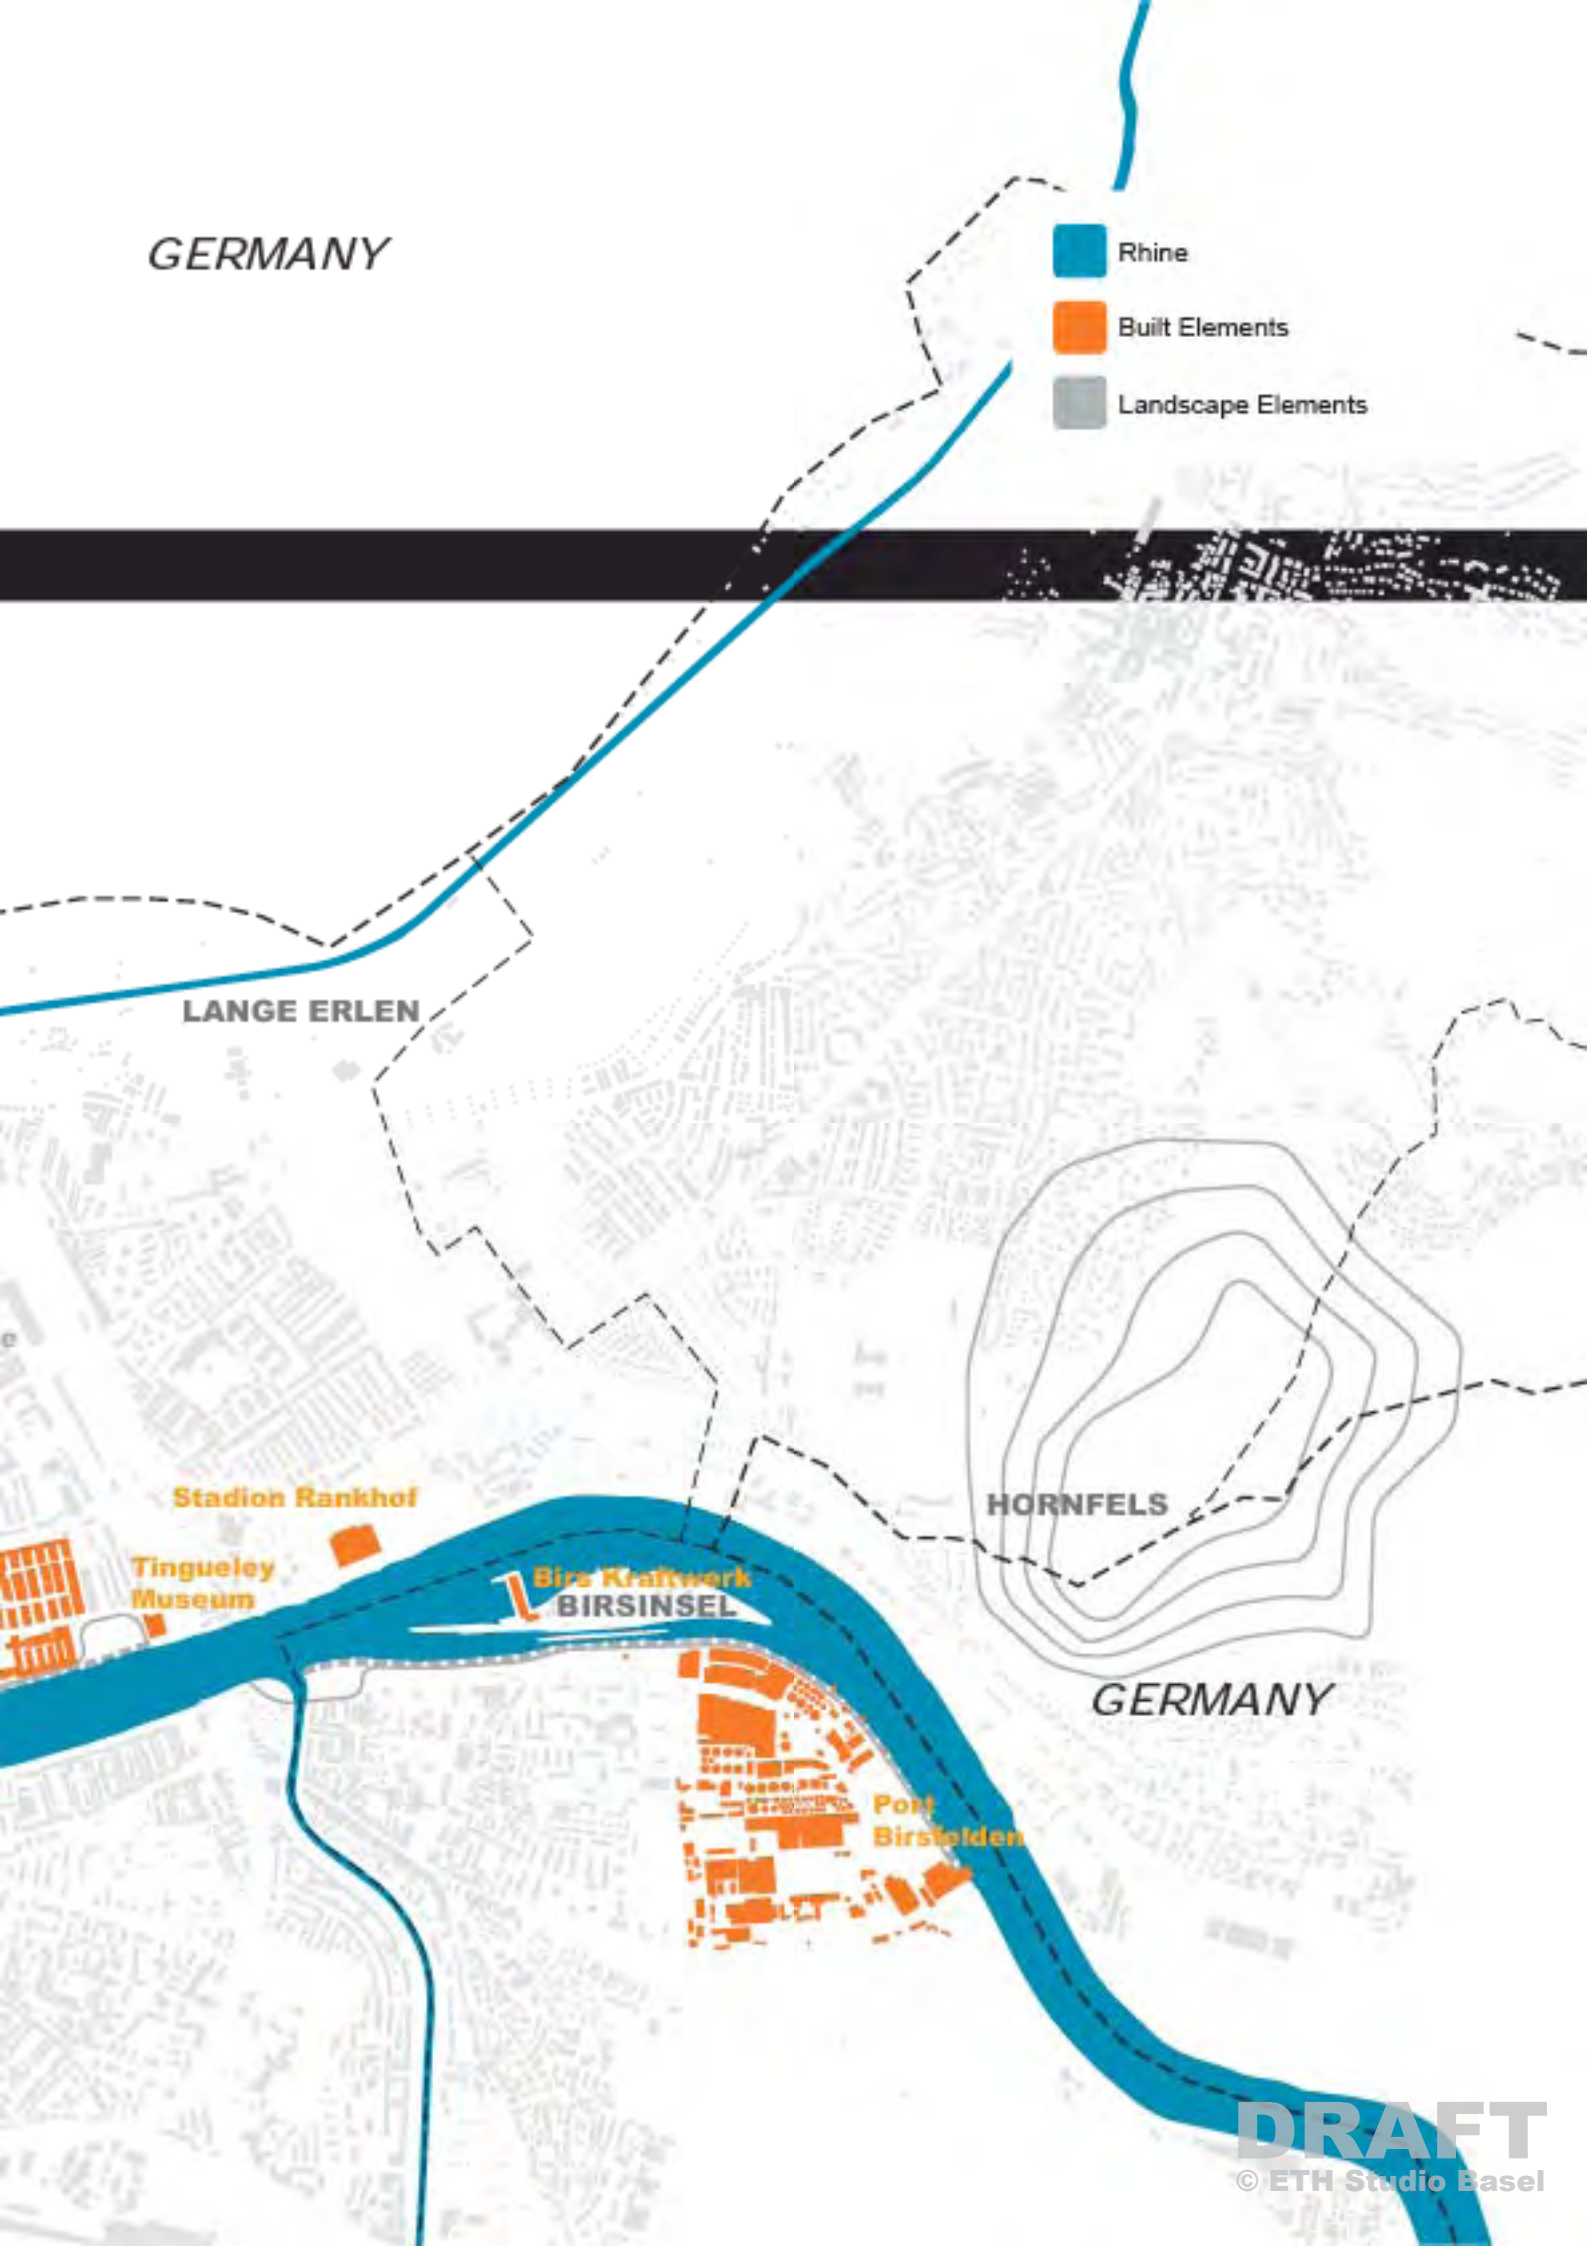 GERMANY
Rhine
Built Elements
Landscape Elements
LANGE ERLEN
e
Stadion Rankhof
HORNFELS
Tingueley
Museum
Birs Kraftwerk
BIRSINSEL
GERMANY
Port
Birsfelden
DRAFT
© ETH Studio Basel